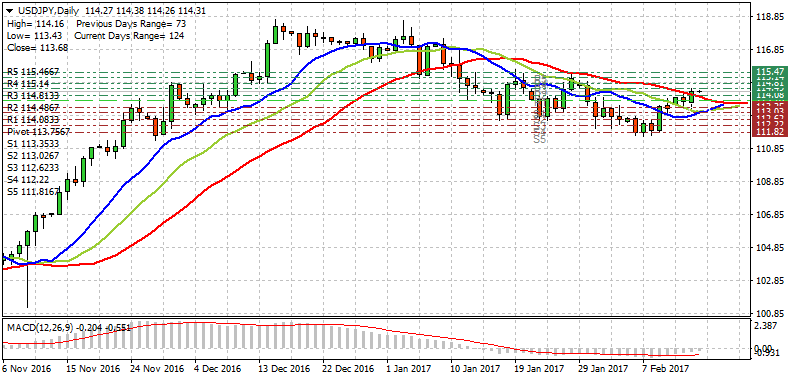 USDJPY,Daily 114.27 114.38 114.26 114.31
High= 114.16 Previous Days Range= 73
Low= 113.43 Current Days Range= 124
Close= 113.68
R5 115.4667
R4 115.14
R3 114.8133
R2 114.4867
R1 114.0833
Pivot 113.7567
S1 113.3533
S2 113.0267
S3 112.6233
S4 112.22
S5 111.8167
118.85
116.85
115.47
114.08
112.22
111.82
110.85
108.85
106.85
104.85
102.85
100.85
MACD(12,26,9) -0.204 -0.551
2.387
0.00
-0.931
6 Nov 2016 15 Nov 2016 24 Nov 2016 4 Dec 2016 13 Dec 2016 22 Dec 2016 1 Jan 2017 10 Jan 2017 19 Jan 2017 29 Jan 2017 7 Feb 2017